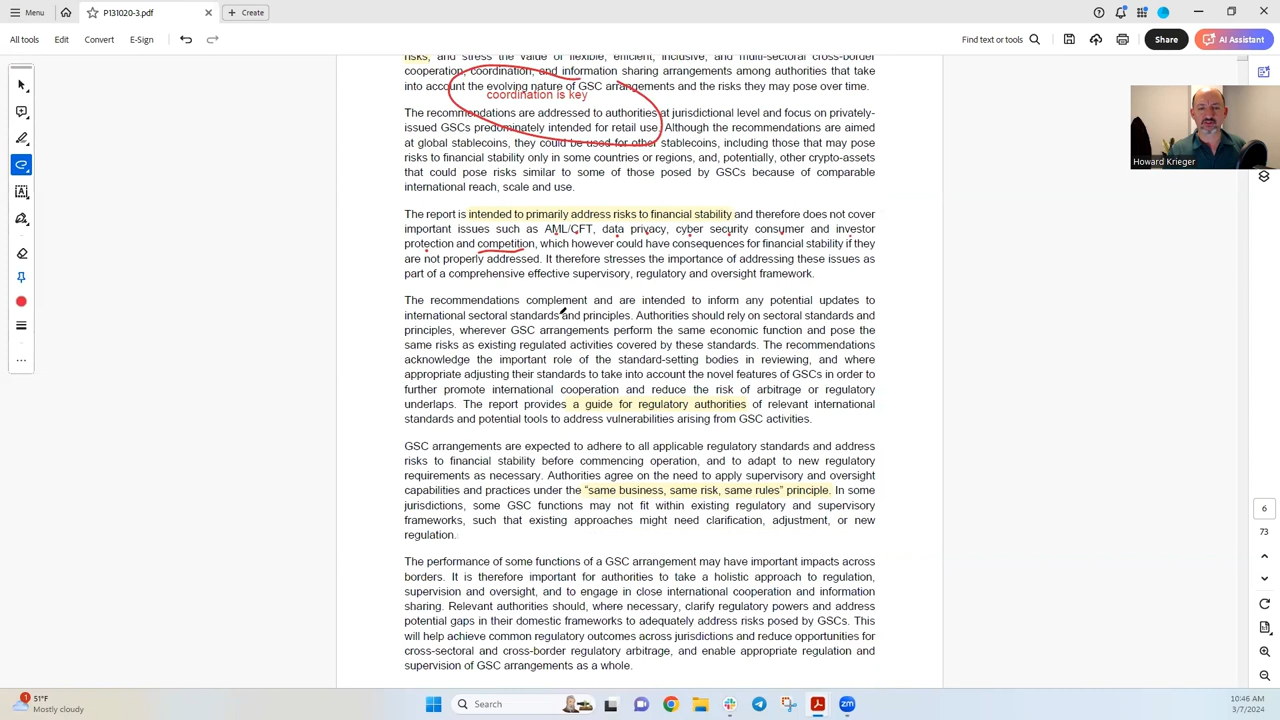 Menu
P131020-3.pdf
Create
All tools
Edit
Convert
E-Sign
Find text or tools
Share
AI Assistant
risks, and stress the value of flexible, efficient, inclusive, and multi-sectoral cross-border
cooperation, coordination, and information sharing arrangements among authorities that take
into account the evolving nature of GSC arrangements and the risks they may pose over time.
coordination is key
The recommendations are addressed to authorities at jurisdictional level and focus on privately-
issued GSCs predominately intended for retail use. Although the recommendations are aimed
at global stablecoins, they could be used for other stablecoins, including those that may pose
risks to financial stability only in some countries or regions, and, potentially, other crypto-assets
that could pose risks similar to some of those posed by GSCs because of comparable
international reach, scale and use.
The report is intended to primarily address risks to financial stability and therefore does not cover
important issues such as AML/CFT, data privacy, cyber security consumer and investor
protection and competition, which however could have consequences for financial stability if they
are not properly addressed. It therefore stresses the importance of addressing these issues as
part of a comprehensive effective supervisory, regulatory and oversight framework.
The recommendations complement and are intended to inform any potential updates to
international sectoral standards and principles. Authorities should rely on sectoral standards and
principles, wherever GSC arrangements perform the same economic function and pose the
same risks as existing regulated activities covered by these standards. The recommendations
acknowledge the important role of the standard-setting bodies in reviewing, and where
appropriate adjusting their standards to take into account the novel features of GSCs in order to
further promote international cooperation and reduce the risk of arbitrage or regulatory
underlaps. The report provides a guide for regulatory authorities of relevant international
standards and potential tools to address vulnerabilities arising from GSC activities.
GSC arrangements are expected to adhere to all applicable regulatory standards and address
risks to financial stability before commencing operation, and to adapt to new regulatory
requirements as necessary. Authorities agree on the need to apply supervisory and oversight
capabilities and practices under the “same business, same risk, same rules” principle. In some
jurisdictions, some GSC functions may not fit within existing regulatory and supervisory
frameworks, such that existing approaches might need clarification, adjustment, or new
regulation.
The performance of some functions of a GSC arrangement may have important impacts across
borders. It is therefore important for authorities to take a holistic approach to regulation,
supervision and oversight, and to engage in close international cooperation and information
sharing. Relevant authorities should, where necessary, clarify regulatory powers and address
potential gaps in their domestic frameworks to adequately address risks posed by GSCs. This
will help achieve common regulatory outcomes across jurisdictions and reduce opportunities for
cross-sectoral and cross-border regulatory arbitrage, and enable appropriate regulation and
supervision of GSC arrangements as a whole.
Howard Krieger
6
73
1
51°F
Mostly cloudy
Search
zm
10:46 AM
3/7/2024